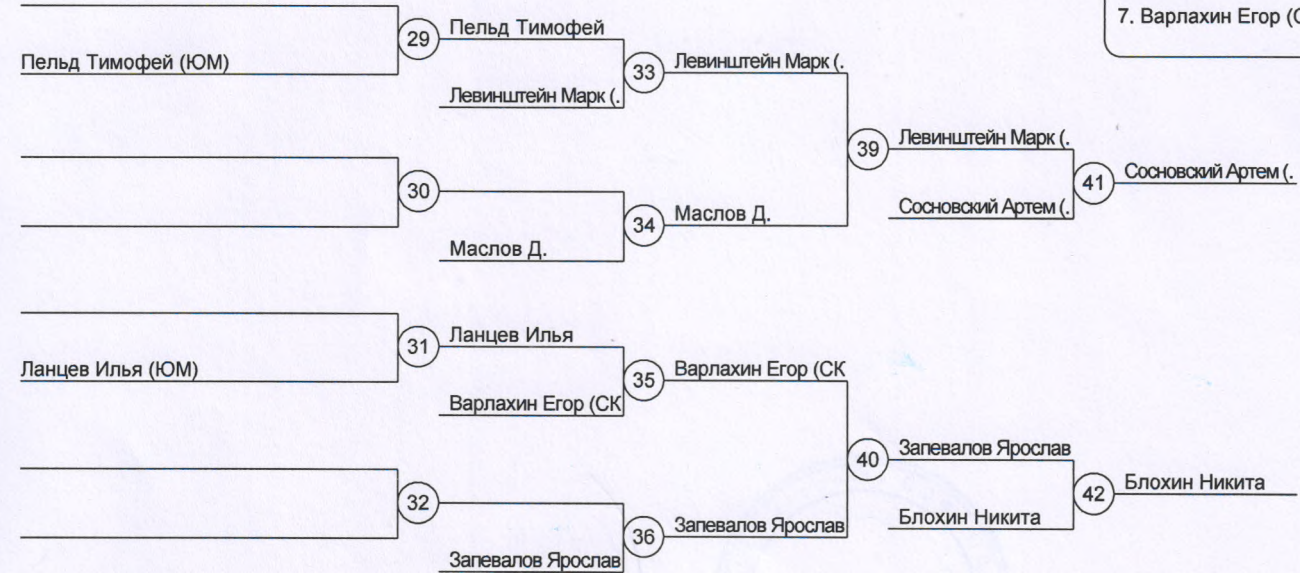 7. Варлахин Егор (
29
Пельд Тимофей
Пельд Тимофей (ЮМ)
33
Левинштейн Марк (.
Левинштейн Марк (.
39
Левинштейн Марк (.
30
41
Сосновский Артем (.
34
Маслов Д.
Сосновский Артем (.
Маслов Д.
31
Ланцев Илья
Ланцев Илья (ЮМ)
35
Варлахин Егор (СК
Варлахин Егор (СК
40
Запевалов Ярослав
32
42
Блохин Никита
36
Запевалов Ярослав
Блохин Никита
Запевалов Ярослав